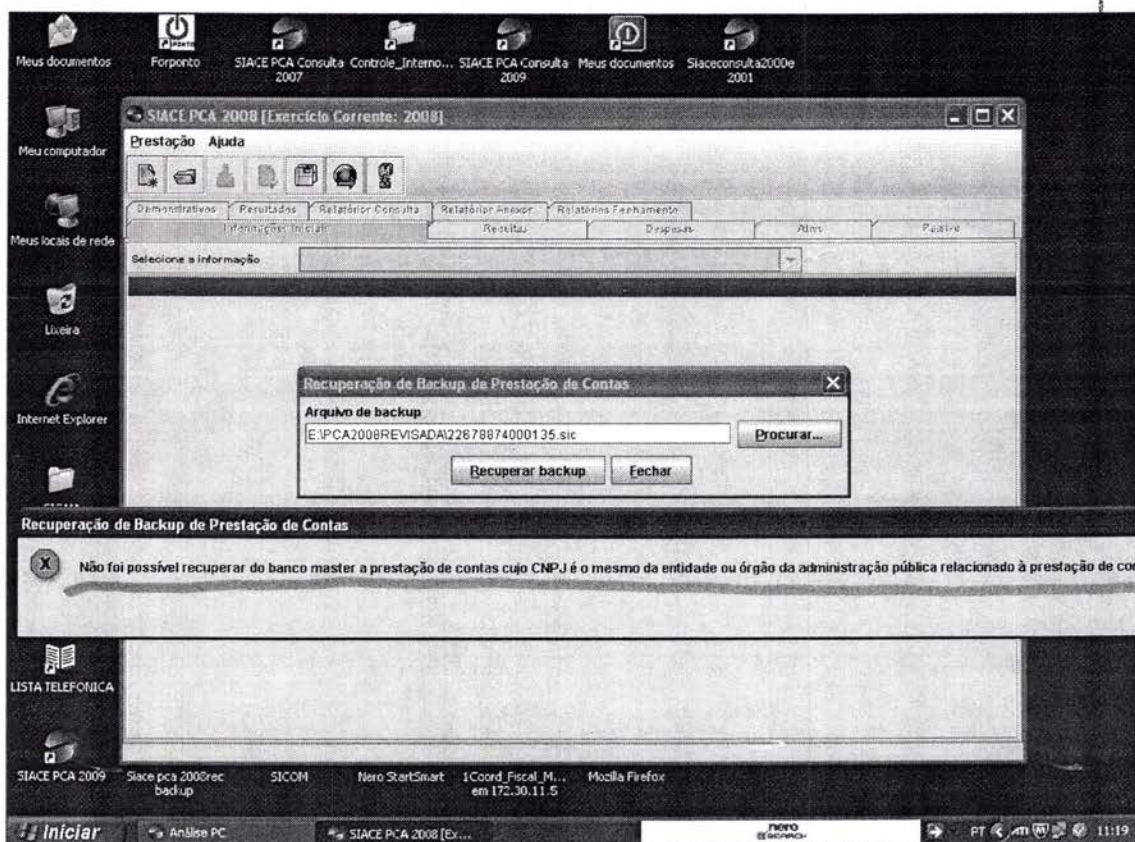 Meus documentos
Forponto
SIACE PCA Consulta 2007
Controle_Interno...
SIACE PCA Consulta 2009
Meus documentos
Siaceconsulta2000e 2001
Meu computador
Meus locais de rede
Lixeira
Internet Explorer
SIACE PCA 2008 [Exercício Corrente: 2008]
Prestação Ajuda
Demonstrativos Resultados Relatórios Consulta Relatórios Anexos Relatórios Fechamento
Informações Iniciais Receitas Despesas Ativo Passivo
Selecione a informação
Recuperação de Backup de Prestação de Contas
Arquivo de backup
E:\PCA2008REVISADA\22678874000135.sic
Procurar...
Recuperar backup Fechar
Recuperação de Backup de Prestação de Contas
Não foi possível recuperar do banco master a prestação de contas cujo CNPJ é o mesmo da entidade ou órgão da administração pública relacionado à prestação de co
LISTA TELEFONICA
SIACE PCA 2009
Siace pca 2008rec backup
SICOM
Nero StartSmart
1Coord_Fiscal_M... em 172.30.11.5
Mozilla Firefox
Iniciar
Análise PC
SIACE PCA 2008 [Ex...
nero
SEARCH
PT
ATI
11:19